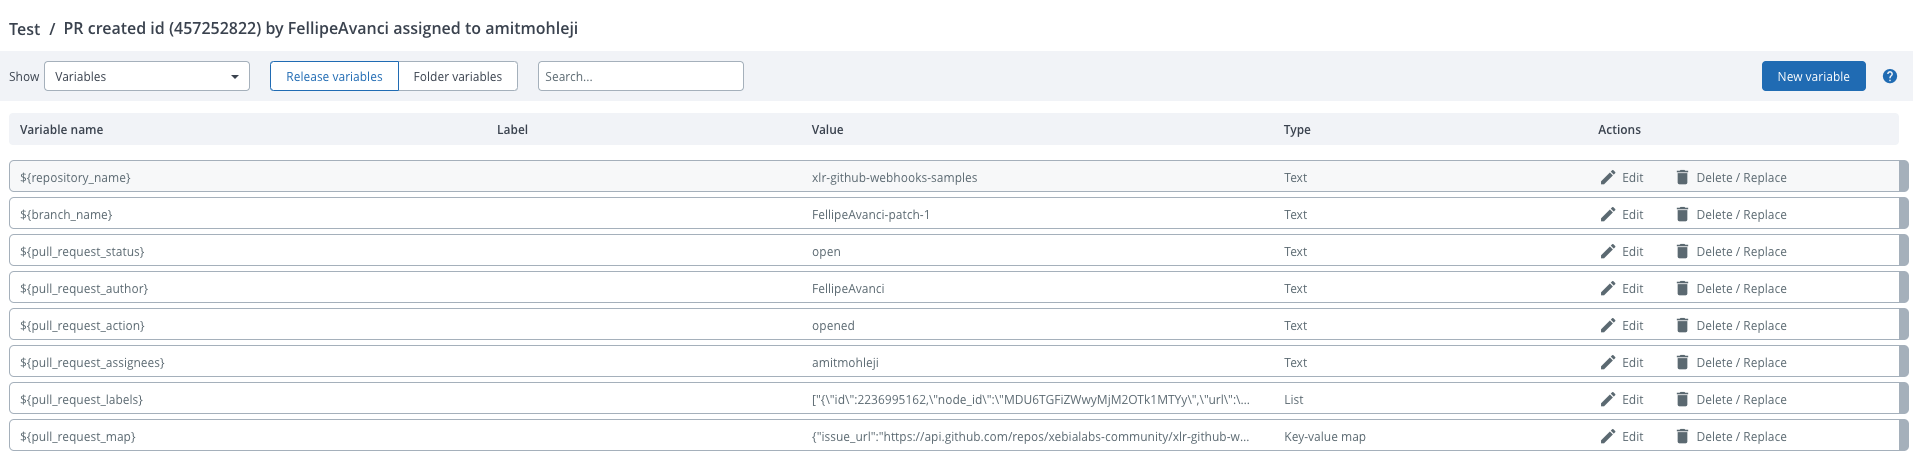 Test / PR created id (457252822) by FellipeAvanci assigned to amitmohleji
Show Variables Release variables Folder variables Search... New variable ?
Variable name Label Value Type Actions
${repository_name} xlr-github-webhooks-samples Text Edit Delete / Replace
${branch_name} FellipeAvanci-patch-1 Text Edit Delete / Replace
${pull_request_status} open Text Edit Delete / Replace
${pull_request_author} FellipeAvanci Text Edit Delete / Replace
${pull_request_action} opened Text Edit Delete / Replace
${pull_request_assignees} amitmohleji Text Edit Delete / Replace
${pull_request_labels} ["{\"id\":2236995162,\"node_id\":\"MDU6TGFiZWwyMjM2OTk1MTYy\",\"url\":\... List Edit Delete / Replace
${pull_request_map} {"issue_url":"https://api.github.com/repos/xebialabs-community/xlr-github-w... Key-value map Edit Delete / Replace